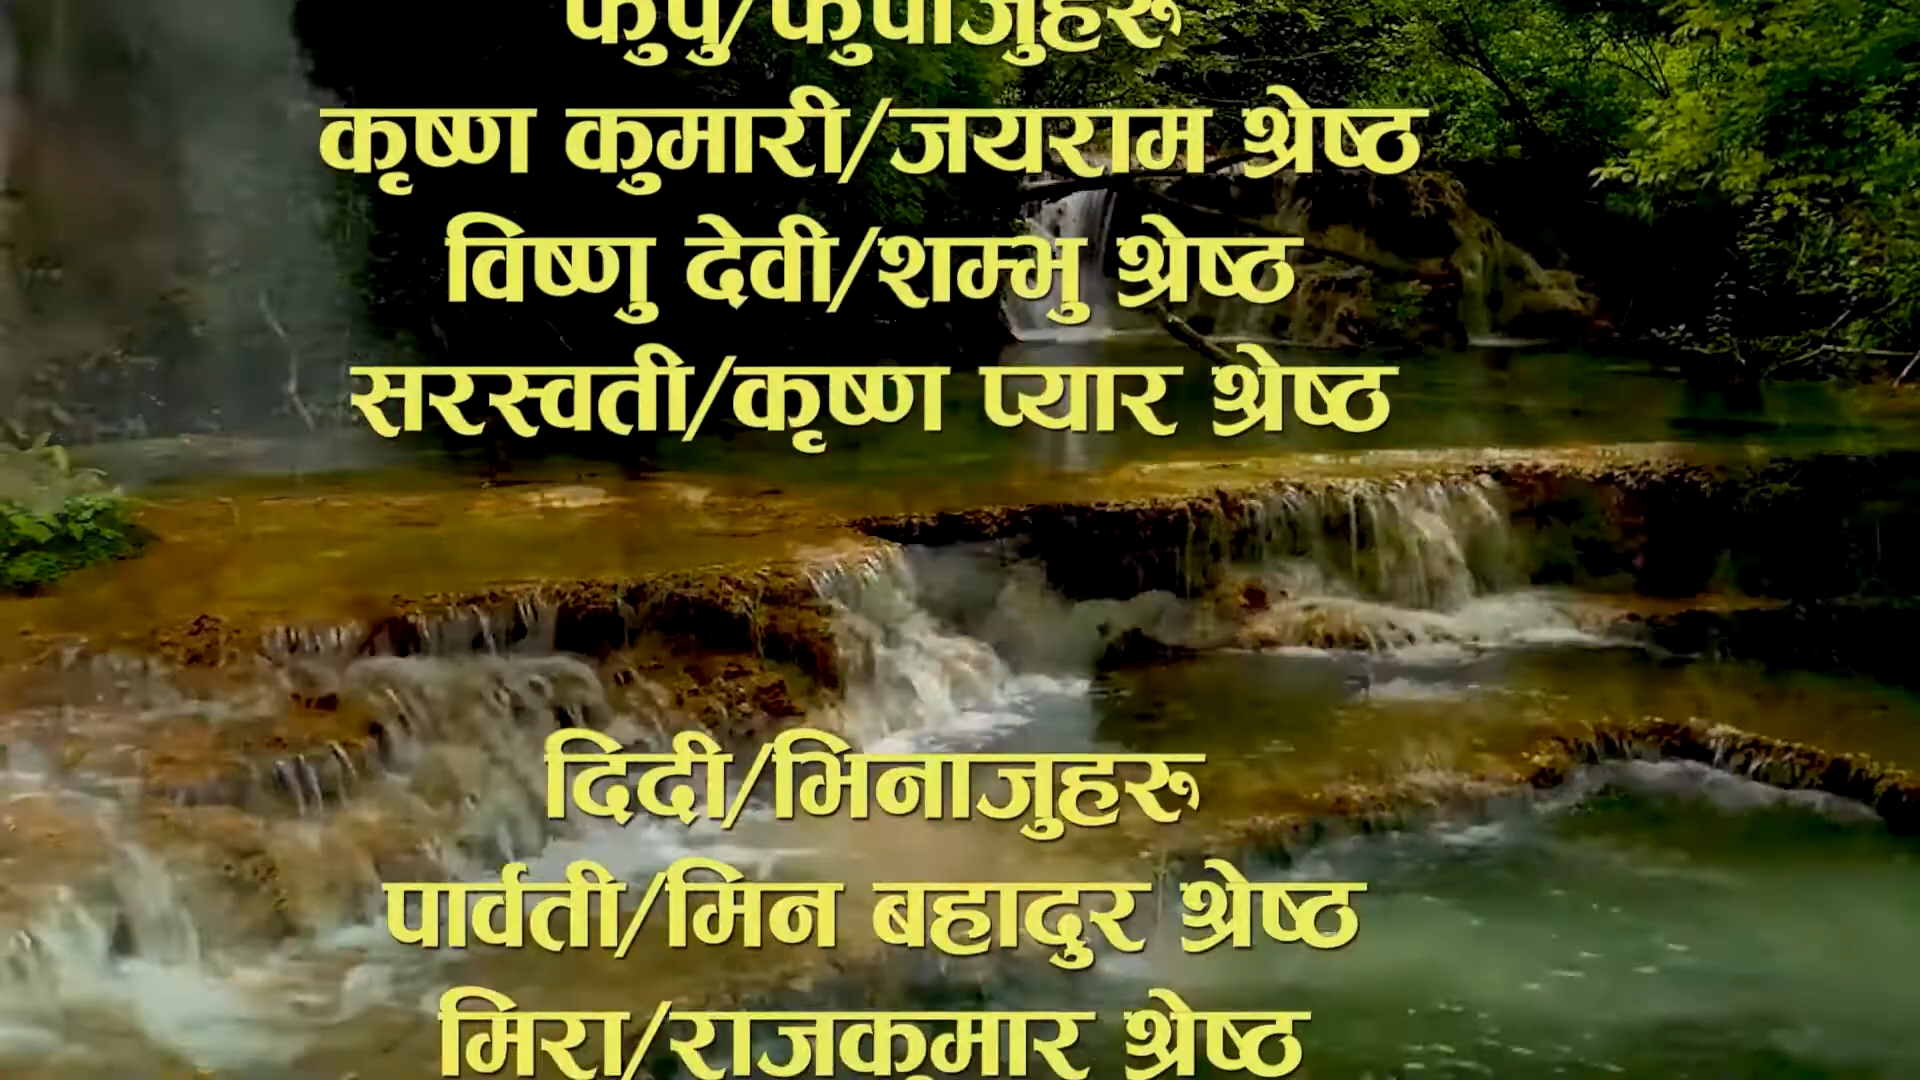 फुपु/फुपाजुहरू
कृष्ण कुमारी/जयराम श्रेष्ठ
विष्णु देवी/शम्भु श्रेष्ठ
सरस्वती/कृष्ण प्यार श्रेष्ठ
दिदी/भिनाजुहरू
पार्वती/मिन बहादुर श्रेष्ठ
मिरा/राजकुमार श्रेष्ठ